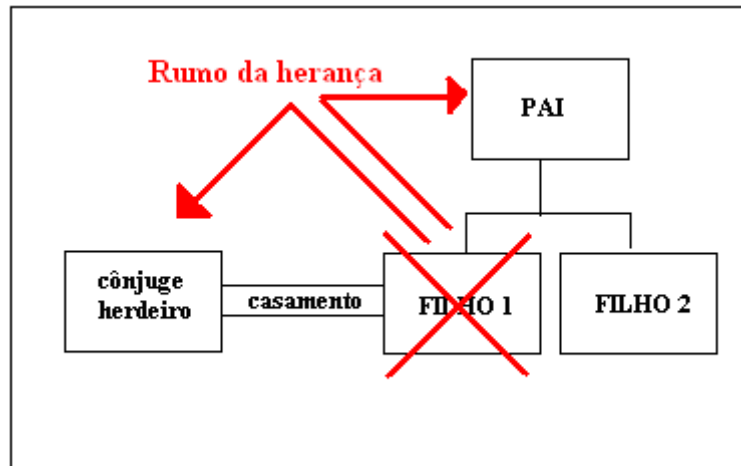 Rumo da herança
PAI
cônjuge
herdeiro
casamento
FILHO 1
FILHO 2